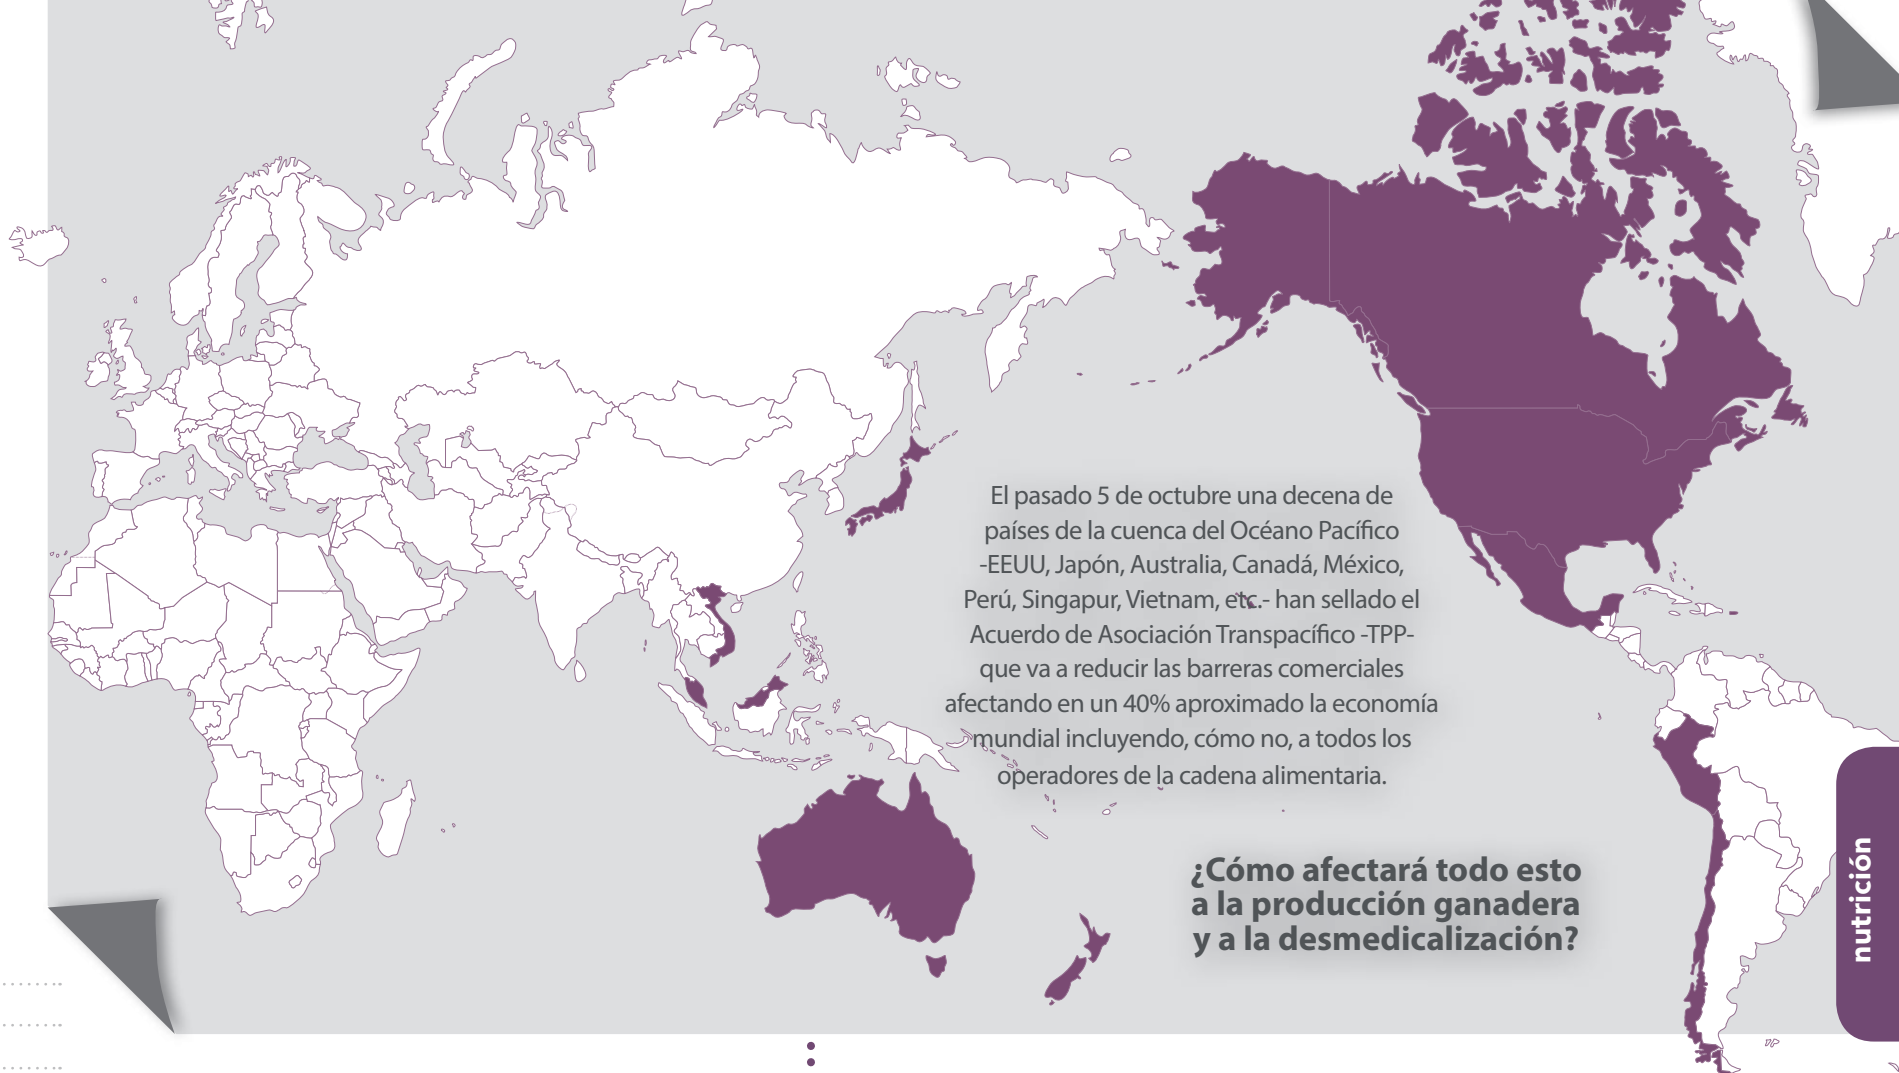 El pasado 5 de octubre una decena de
países de la cuenca del Océano Pacífico
-EEUU, Japón, Australia, Canadá, México,
Perú, Singapur, Vietnam, etc.- han sellado el
Acuerdo de Asociación Transpacífico -TPP-
que va a reducir las barreras comerciales
afectando en un 40% aproximado la economía
mundial incluyendo, cómo no, a todos los
operadores de la cadena alimentaria.
¿Cómo afectará todo esto
a la producción ganadera
y a la desmedicalización?
nutrición